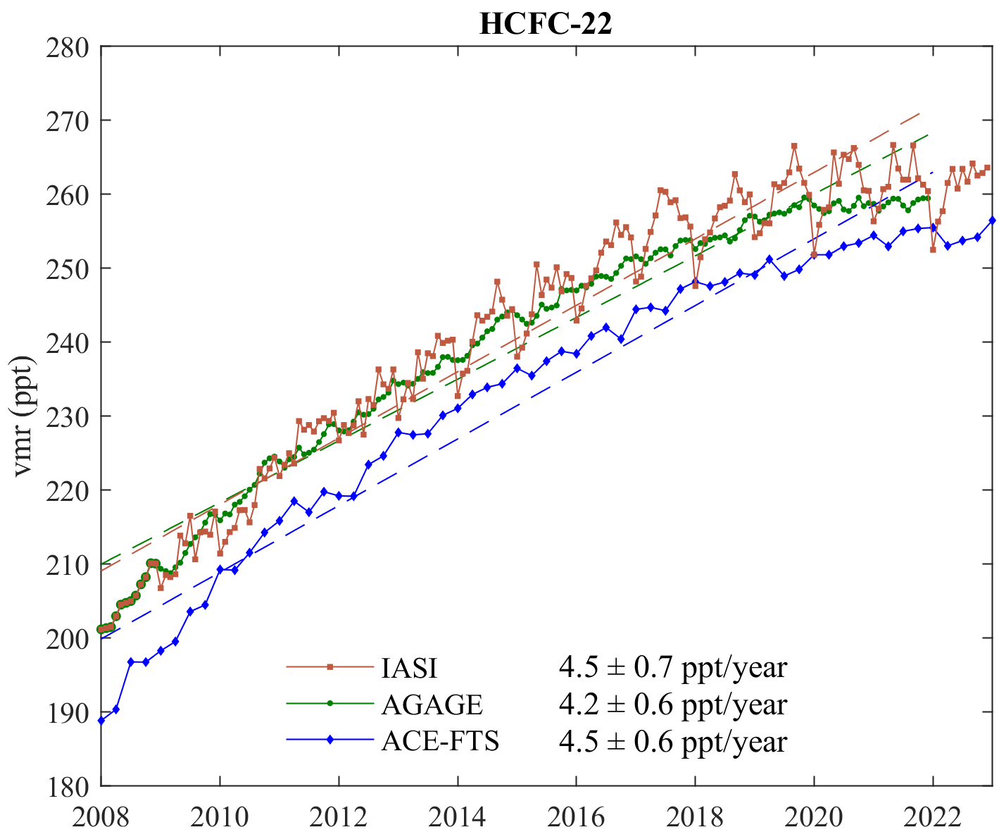 HCFC-22
280
270
260
250
240
230
220
210
200
190
180
vmr (ppt)
IASI 4.5 ± 0.7 ppt/year
AGAGE 4.2 ± 0.6 ppt/year
ACE-FTS 4.5 ± 0.6 ppt/year
2008 2010 2012 2014 2016 2018 2020 2022